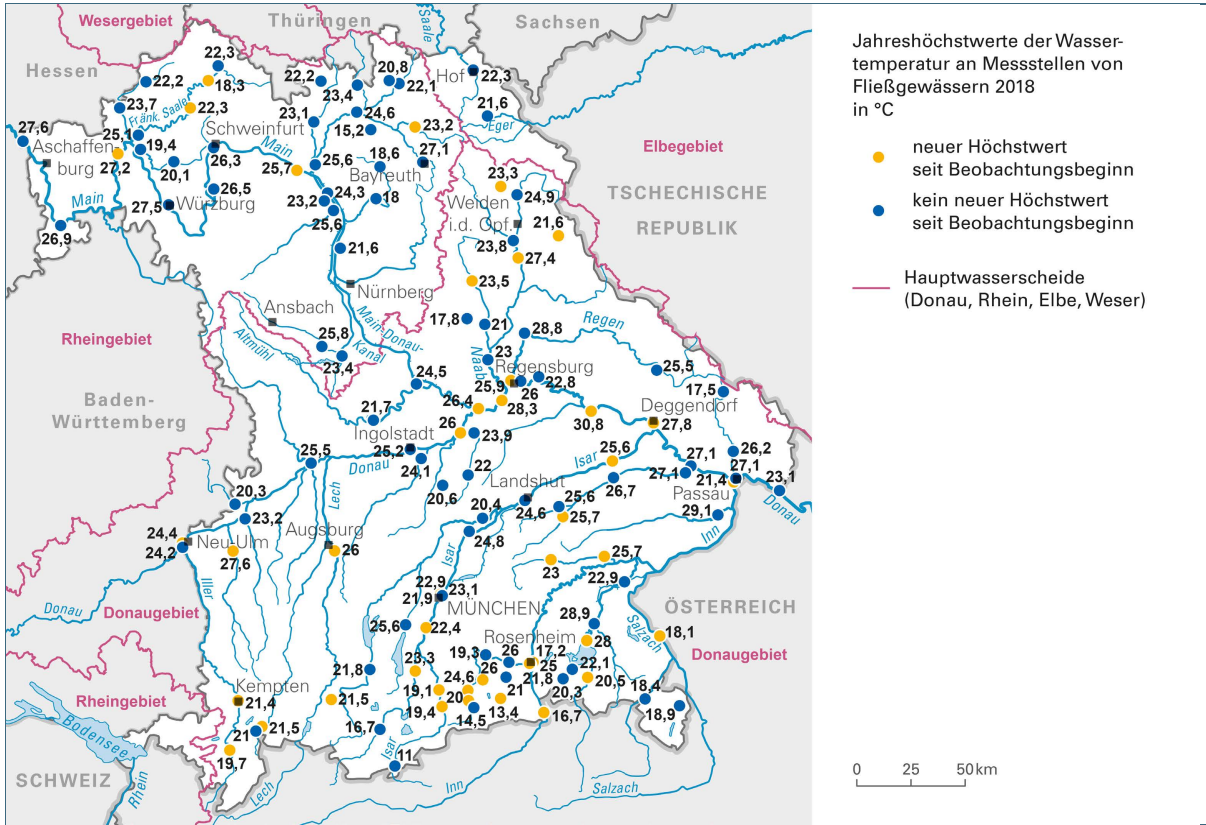 Wesergebiet
Thüringen
Sachsen
Saale
Hessen
22,3
22,2
18,3
22,2
20,8
23,4
22,1
Hof
22,3
23,7
Fränk. Saale
22,3
23,1
24,6
21,6
Eger
27,6
25,1
Schweinfurt
15,2
23,2
Aschaffen-
burg
19,4
Main
27,2
20,1
26,3
25,7
25,6
18,6
27,1
Bayreuth
Elbegebiet
26,5
24,3
18
23,3
24,9
TSCHECHISCHE
REPUBLIK
Main
27,5
Würzburg
23,2
25,6
Weiden
i.d. Opf.
21,6
26,9
21,6
23,8
27,4
Nürnberg
23,5
Ansbach
Main-Donau-
Kanal
17,8
21
28,8
Regen
Rheingebiet
Altmühl
25,8
23,4
Naab
23
Regensburg
25,5
24,5
25,9
26
22,8
17,5
Baden-
Württemberg
21,7
26,4
28,3
30,8
Deggendorf
27,8
Ingolstadt
26
23,9
25,5
25,2
Donau
24,1
Isar
25,6
27,1
26,2
22
27,1
27,1
21,4
23,1
Lech
20,6
Landshut
26,7
Passau
Donau
20,3
20,4
24,6
25,6
25,7
29,1
23,2
Augsburg
24,8
Inn
24,4
24,2
Neu-Ulm
27,6
26
Isar
23
25,7
Iller
22,9
23,1
22,9
21,9
MÜNCHEN
Donau
Donaugebiet
25,6
22,4
28,9
ÖSTERREICH
Salzach
18,1
Rosenheim
28
Donaugebiet
19,3
26
17,2
21,8
23,3
24,6
26
25
22,1
21,8
20,3
20,5
Rheingebiet
Kempten
21,4
21,5
19,1
20
21
18,4
19,4
14,5
13,4
16,7
18,9
Bodensee
21
21,5
16,7
19,7
Isar
11
SCHWEIZ
Rhein
Lech
Inn
Salzach
Jahreshöchstwerte der Wasser-
temperatur an Messstellen von
Fließgewässern 2018
in °C
neuer Höchstwert
seit Beobachtungsbeginn
kein neuer Höchstwert
seit Beobachtungsbeginn
Hauptwasserscheide
(Donau, Rhein, Elbe, Weser)
0 25 50 km